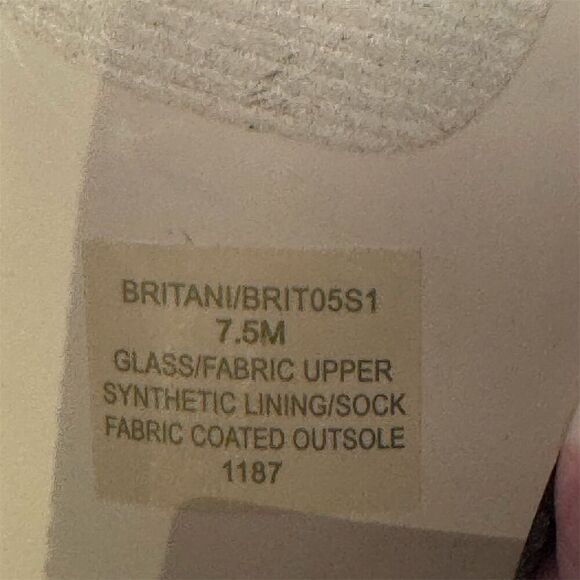 BRITANI/BRIT05S1
7.5M
GLASS/FABRIC UPPER
SYNTHETIC LINING/SOCK
FABRIC COATED OUTSOLE
1187